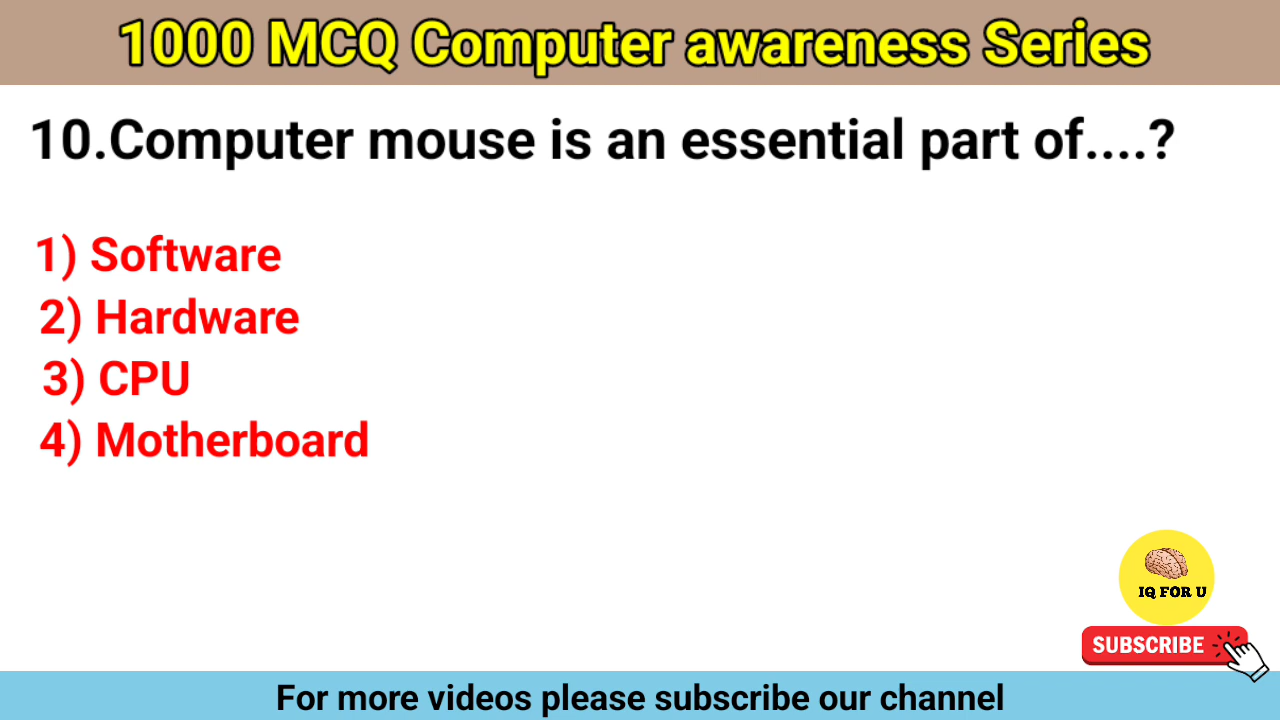 1000 MCQ Computer awareness Series
10.Computer mouse is an essential part of....?
1) Software
2) Hardware
3) CPU
4) Motherboard
IQ FOR U
SUBSCRIBE
For more videos please subscribe our channel